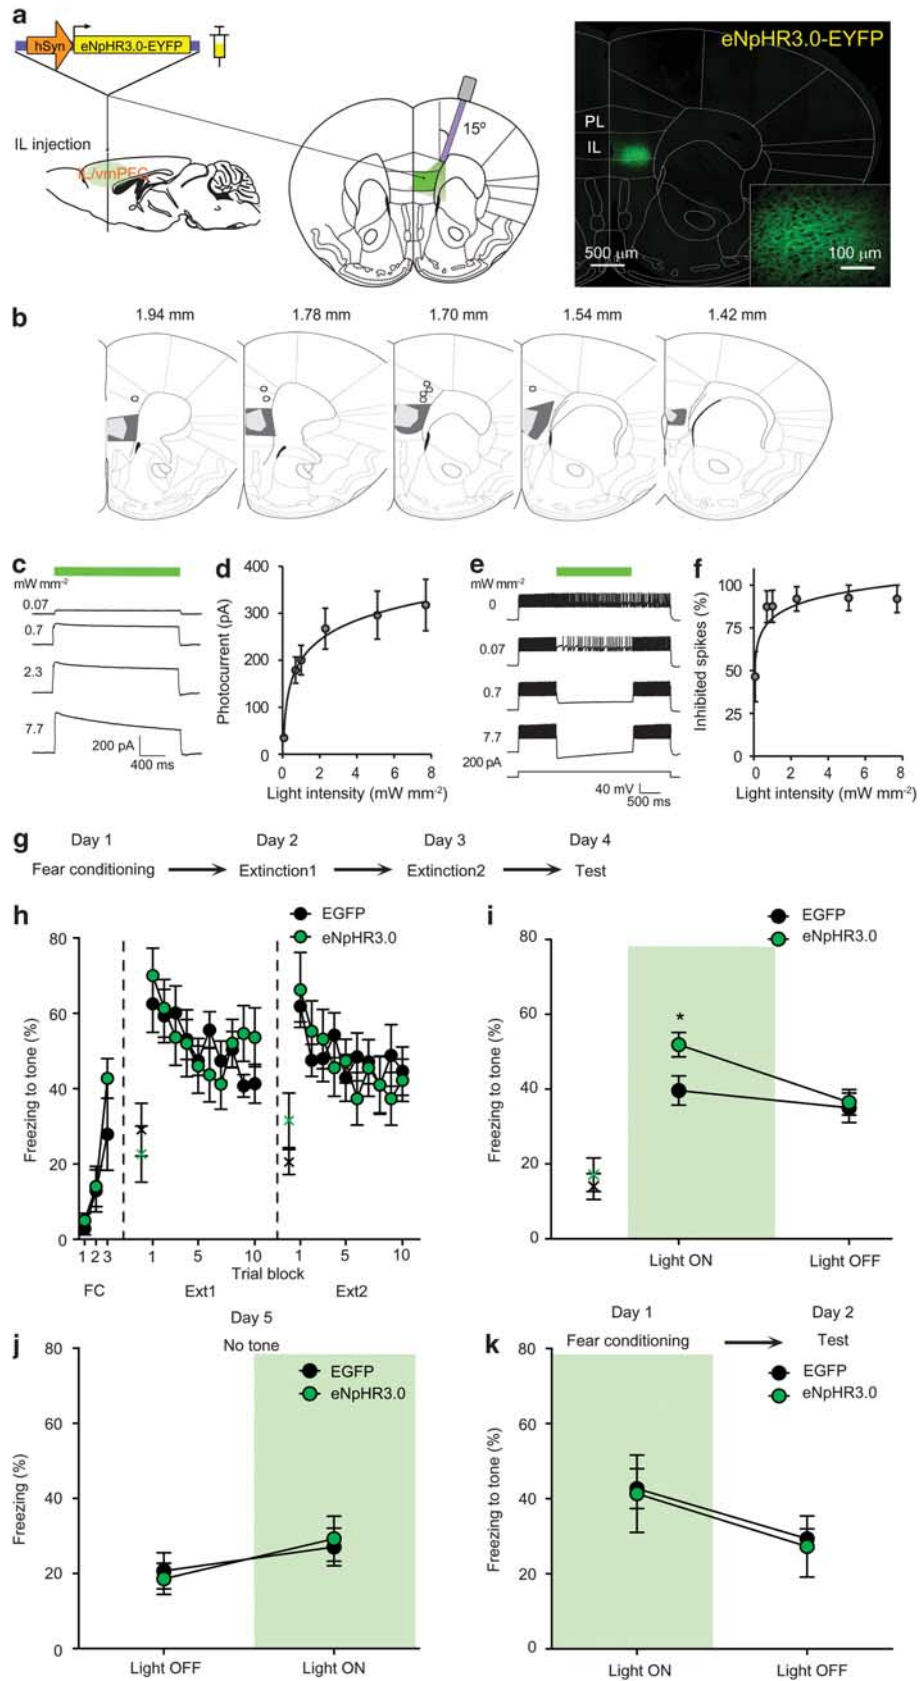 a
hSyn
eNpHR3.0-EYFP
IL injection
IL/vmPFC
15º
eNpHR3.0-EYFP
PL
IL
500 µm
100 µm
b
1.94 mm
1.78 mm
1.70 mm
1.54 mm
1.42 mm
c
mW mm-2
0.07
0.7
2.3
7.7
200 pA
400 ms
d
Photocurrent (pA)
400
300
200
100
0
0 2 4 6 8
Light intensity (mW mm-2)
e
mW mm-2
0
0.07
0.7
7.7
200 pA
40 mV
500 ms
f
Inhibited spikes (%)
100
75
50
25
0
0 2 4 6 8
Light intensity (mW mm-2)
g
Day 1 Day 2 Day 3 Day 4
Fear conditioning Extinction1 Extinction2 Test
h
EGFP
eNpHR3.0
Freezing to tone (%)
80
60
40
20
0
1 2 3 1 5 10 1 5 10
Trial block
FC Ext1 Ext2
i
EGFP
eNpHR3.0
Freezing to tone (%)
80
60
40
20
0
*
Light ON Light OFF
j
Day 5
No tone
EGFP
eNpHR3.0
Freezing (%)
80
60
40
20
0
Light OFF Light ON
k
Day 1 Day 2
Fear conditioning Test
EGFP
eNpHR3.0
Freezing to tone (%)
80
60
40
20
0
Light ON Light OFF